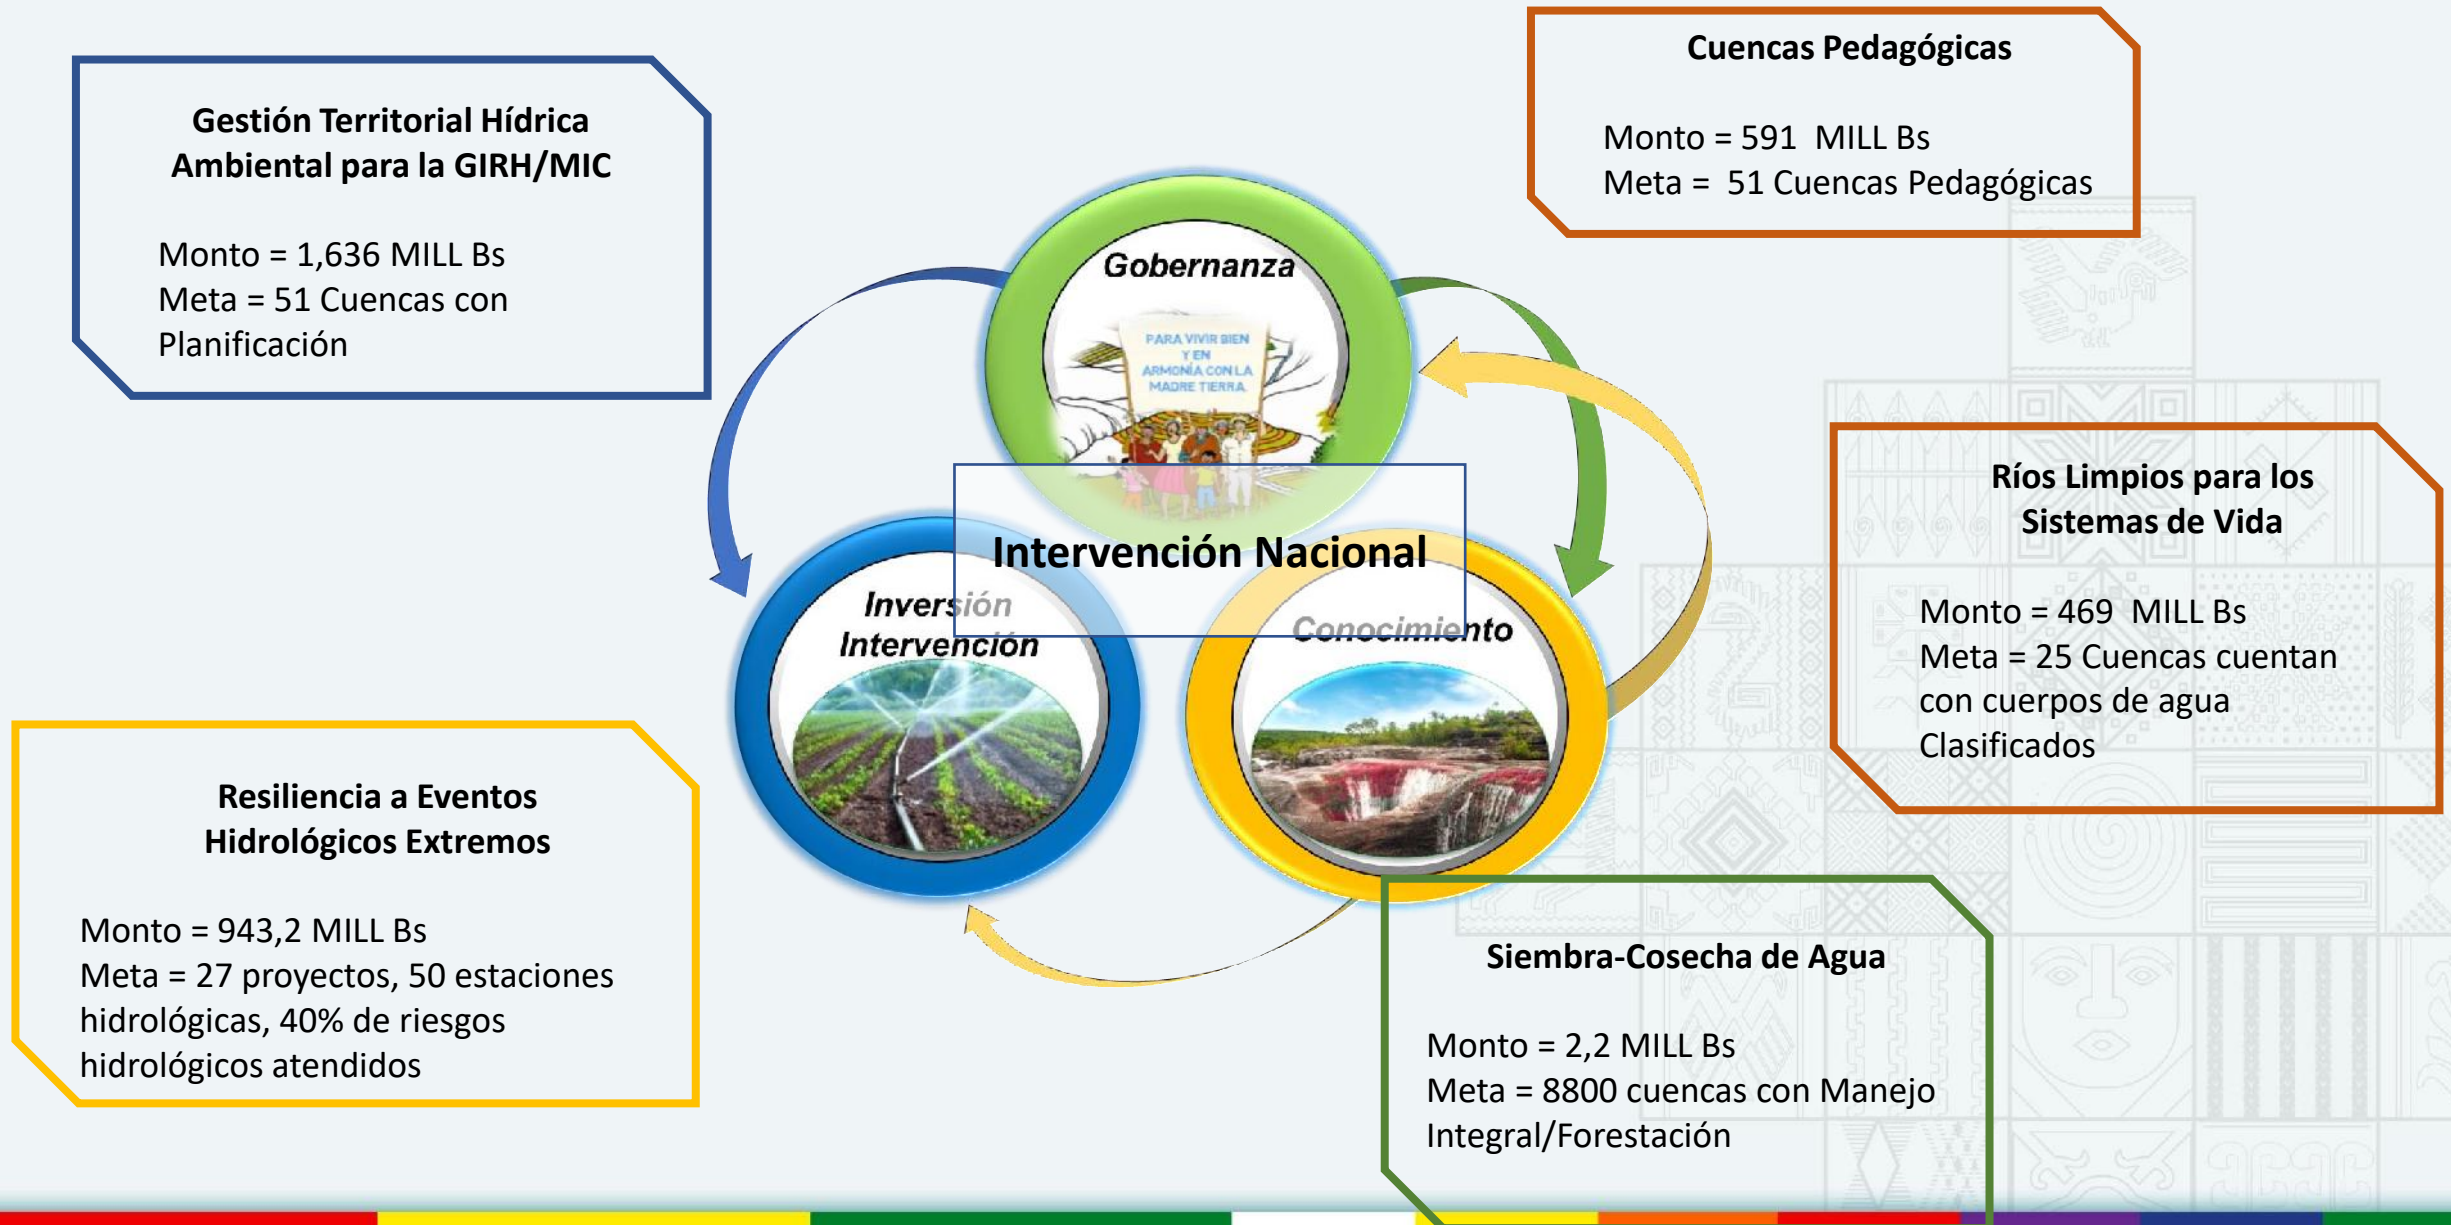 Cuencas Pedagógicas
Monto = 591 MILL Bs
Meta = 51 Cuencas Pedagógicas
Gestión Territorial Hídrica
Ambiental para la GIRH/MIC
Monto = 1,636 MILL Bs
Meta = 51 Cuencas con
Planificación
Gobernanza
PARA VIVIR BIEN
Y EN
ARMONÍA CON LA
MADRE TIERRA.
Intervención Nacional
Inversión
Intervención
Conocimiento
Ríos Limpios para los
Sistemas de Vida
Monto = 469 MILL Bs
Meta = 25 Cuencas cuentan
con cuerpos de agua
Clasificados
Resiliencia a Eventos
Hidrológicos Extremos
Monto = 943,2 MILL Bs
Meta = 27 proyectos, 50 estaciones
hidrológicas, 40% de riesgos
hidrológicos atendidos
Siembra-Cosecha de Agua
Monto = 2,2 MILL Bs
Meta = 8800 cuencas con Manejo
Integral/Forestación